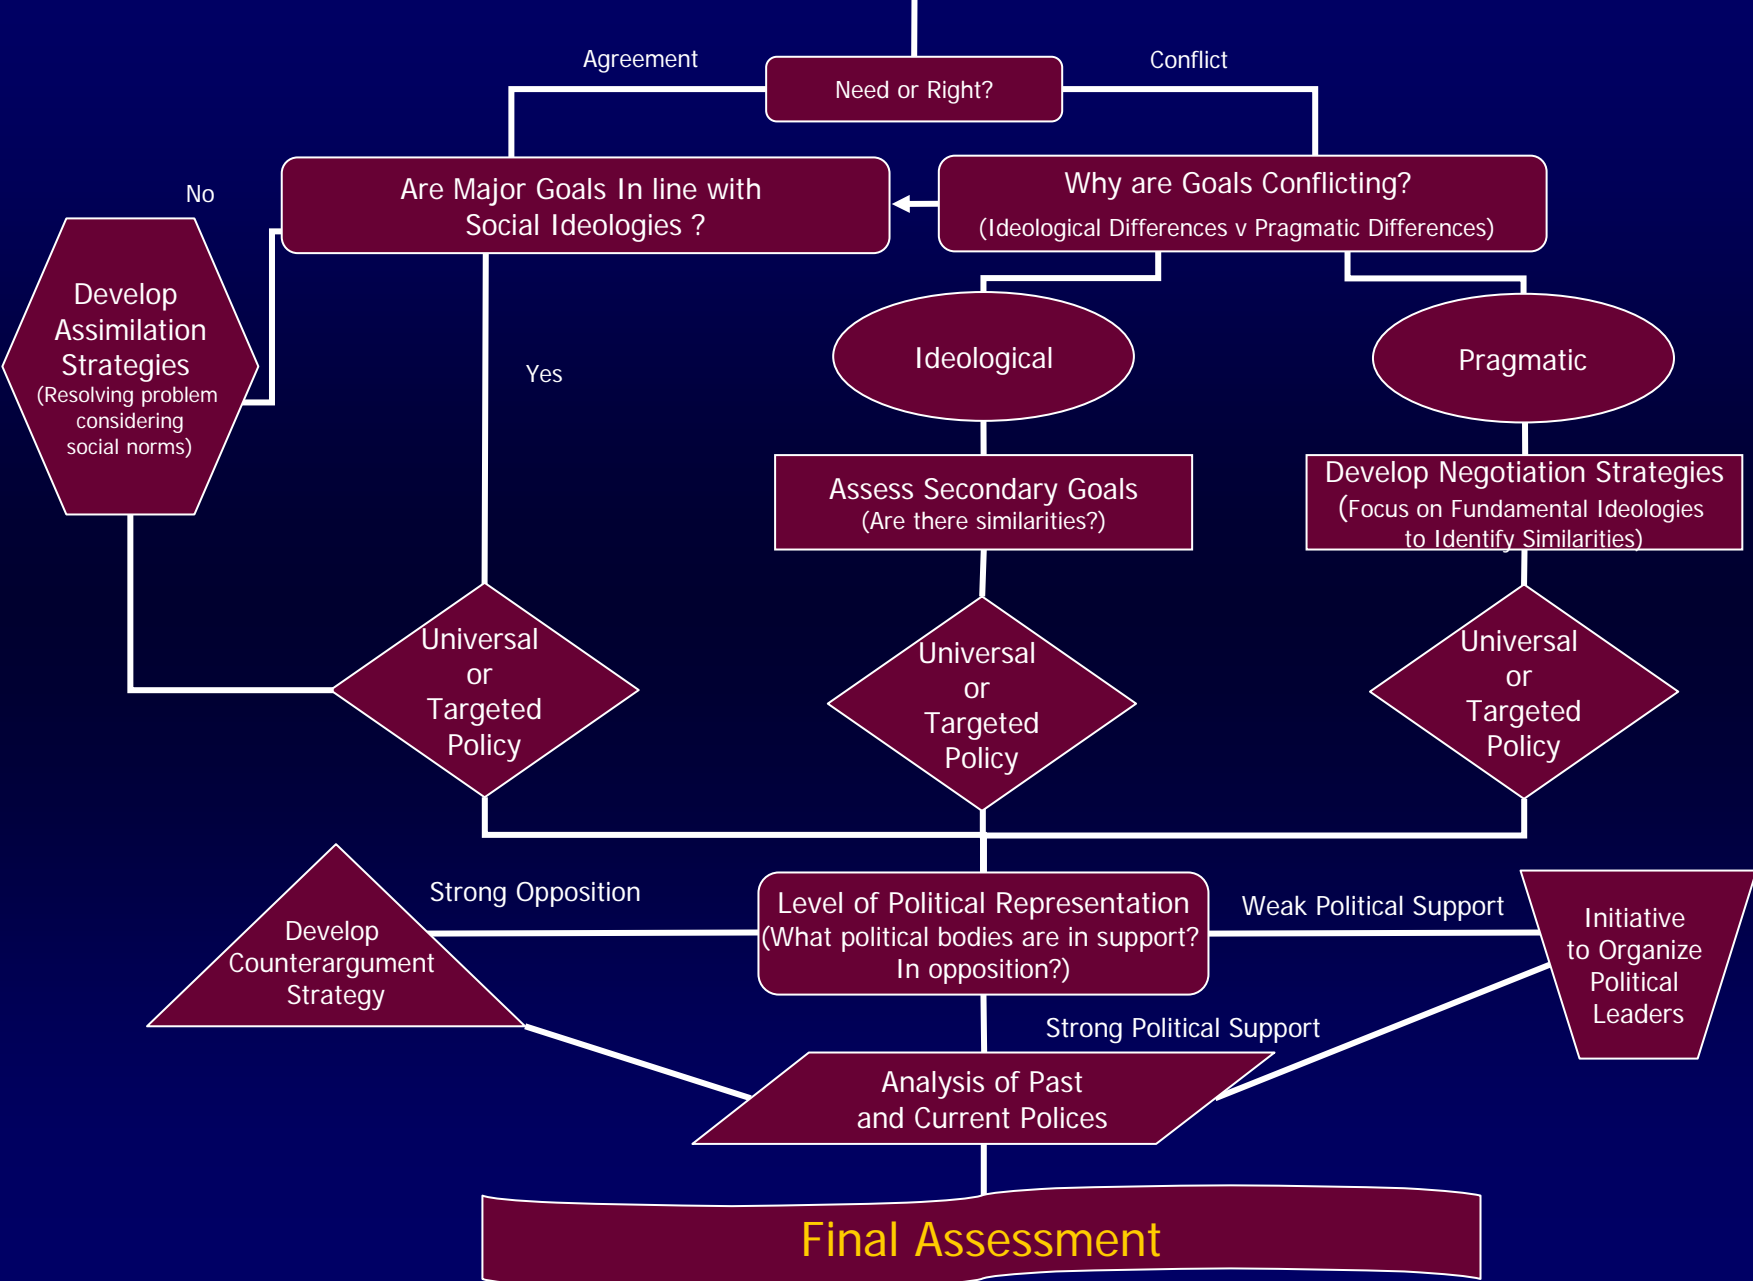 Agreement
Need or Right?
Conflict
No
Are Major Goals In line with
Social Ideologies ?
Why are Goals Conflicting?
(Ideological Differences v Pragmatic Differences)
Develop
Assimilation
Strategies
(Resolving problem
considering
social norms)
Yes
Ideological
Pragmatic
Assess Secondary Goals
(Are there similarities?)
Develop Negotiation Strategies
(Focus on Fundamental Ideologies
to Identify Similarities)
Universal
or
Targeted
Policy
Universal
or
Targeted
Policy
Universal
or
Targeted
Policy
Strong Opposition
Level of Political Representation
(What political bodies are in support?
In opposition?)
Weak Political Support
Develop
Counterargument
Strategy
Initiative
to Organize
Political
Leaders
Strong Political Support
Analysis of Past
and Current Polices
Final Assessment